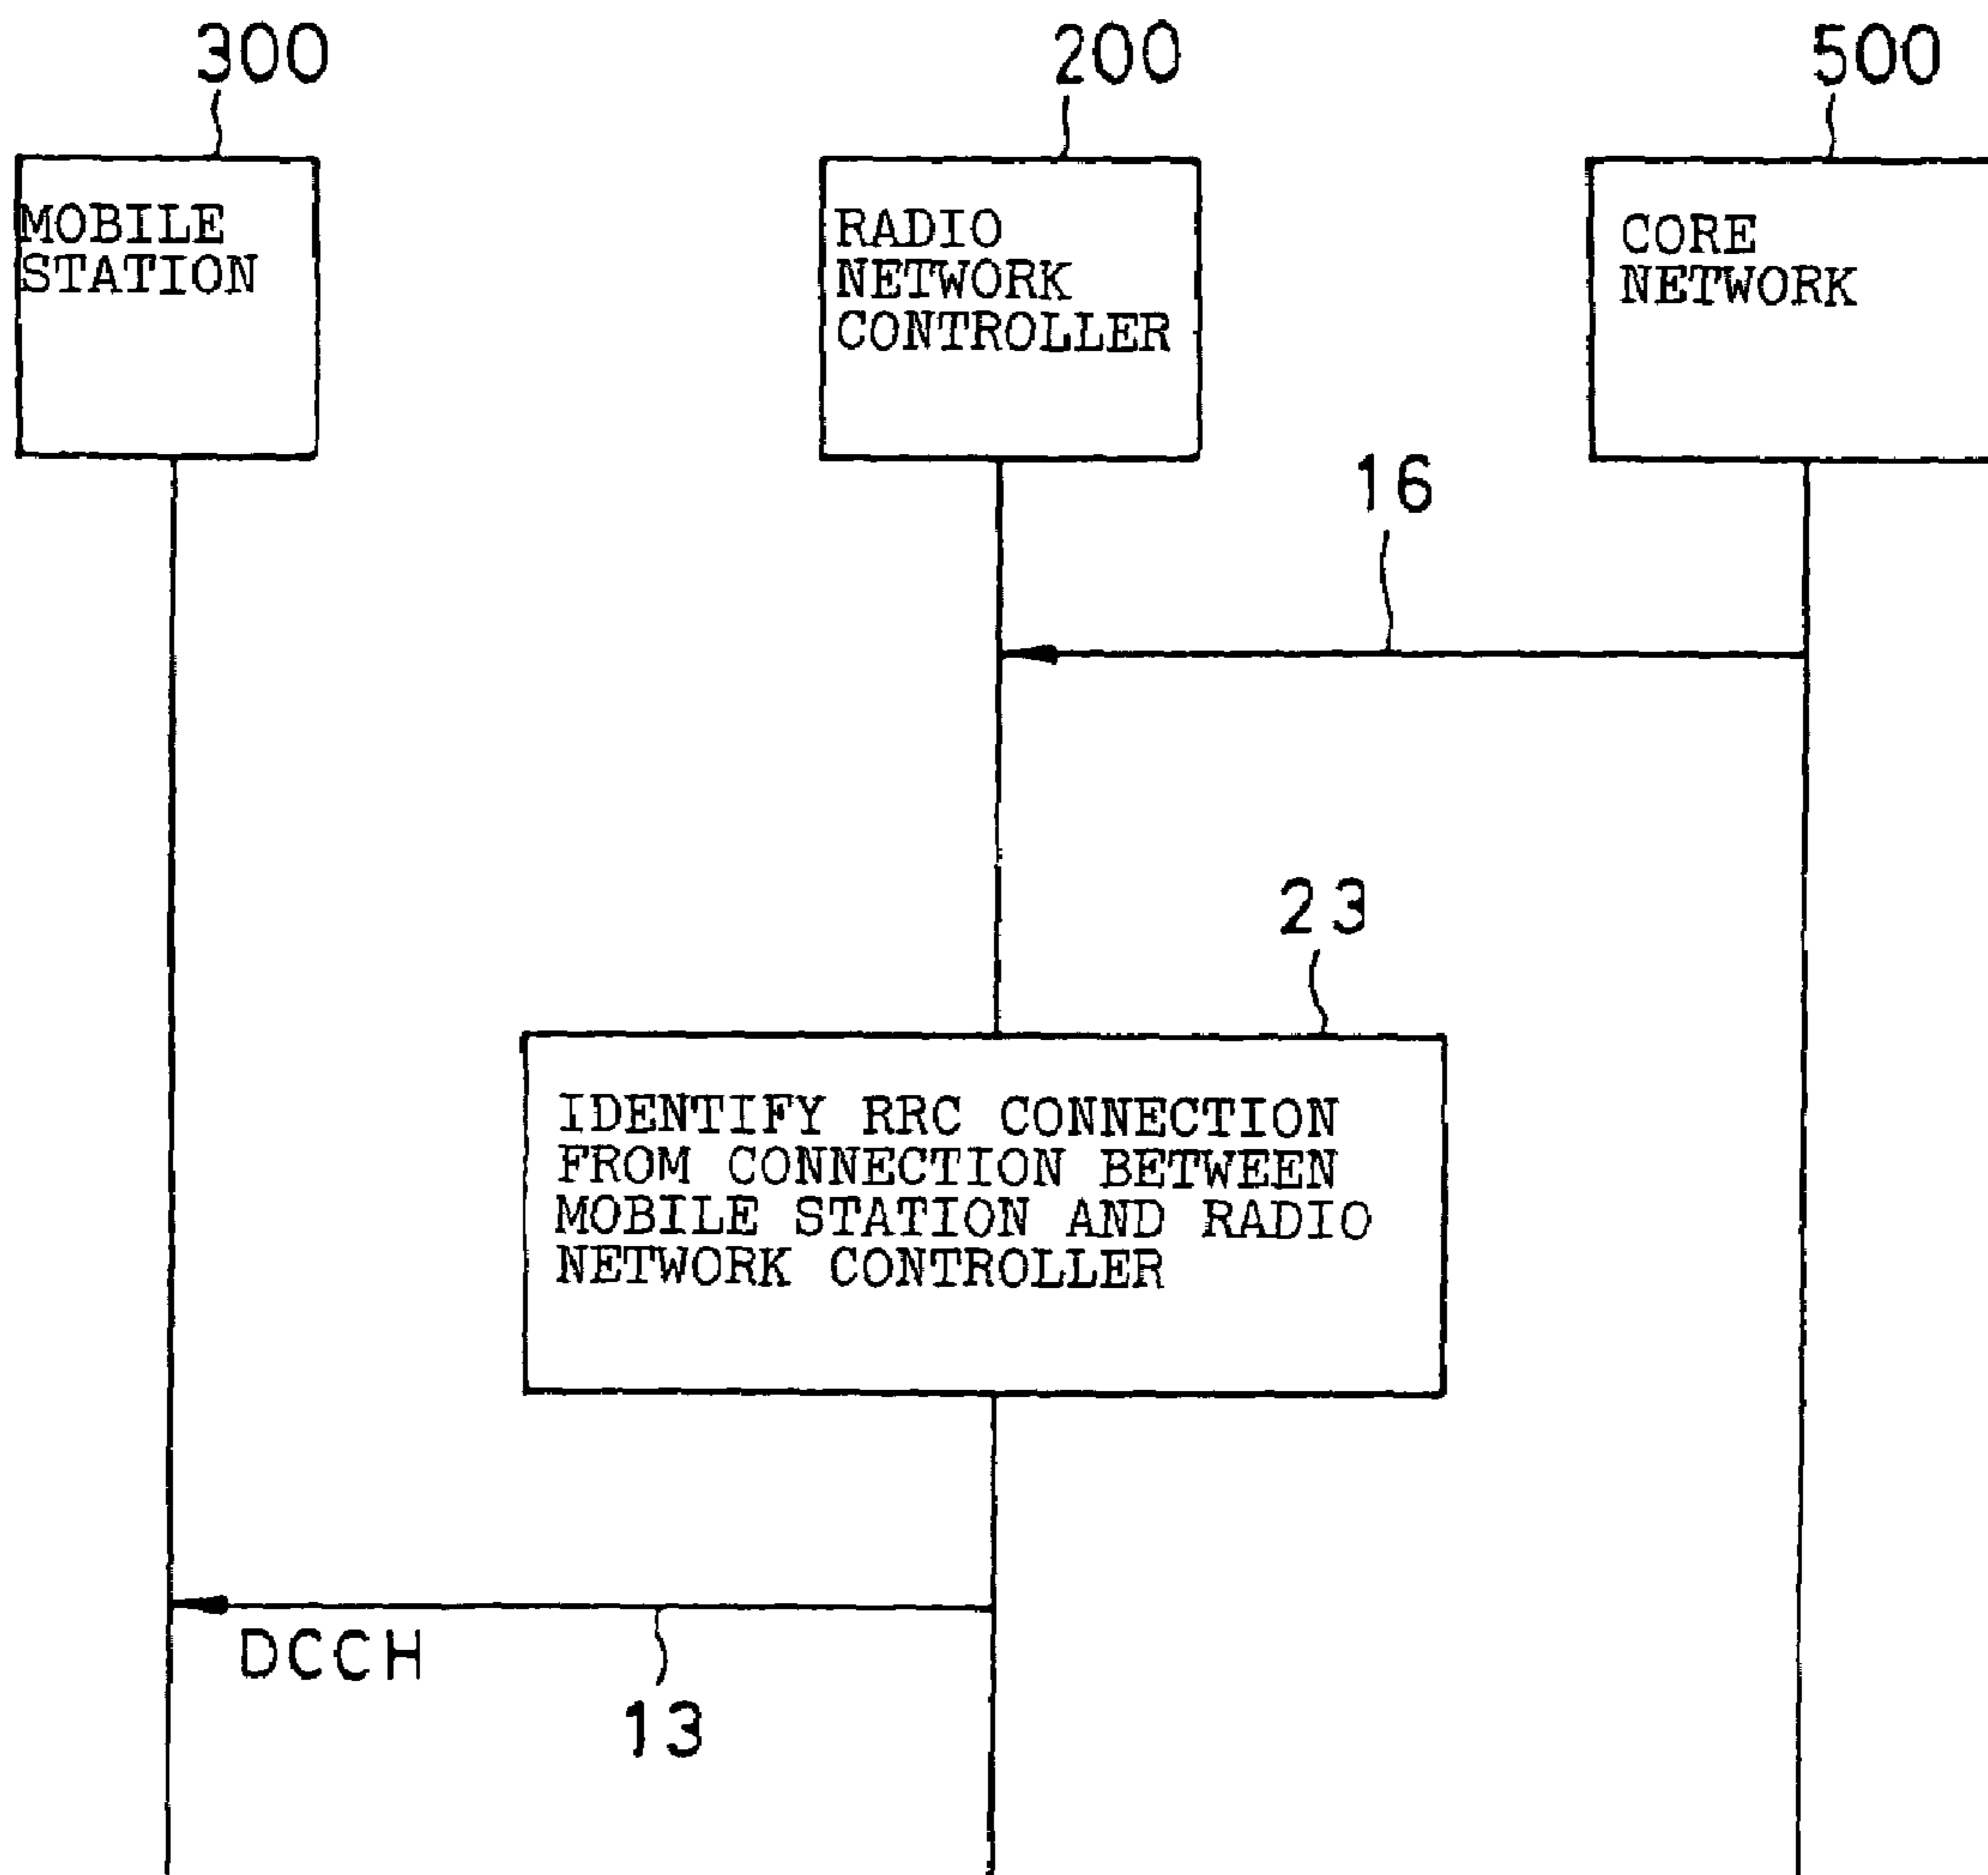 300
200
500
MOBILE
STATION
RADIO
NETWORK
CONTROLLER
CORE
NETWORK
16
23
IDENTIFY RRC CONNECTION
FROM CONNECTION BETWEEN
MOBILE STATION AND RADIO
NETWORK CONTROLLER
DCCH
13